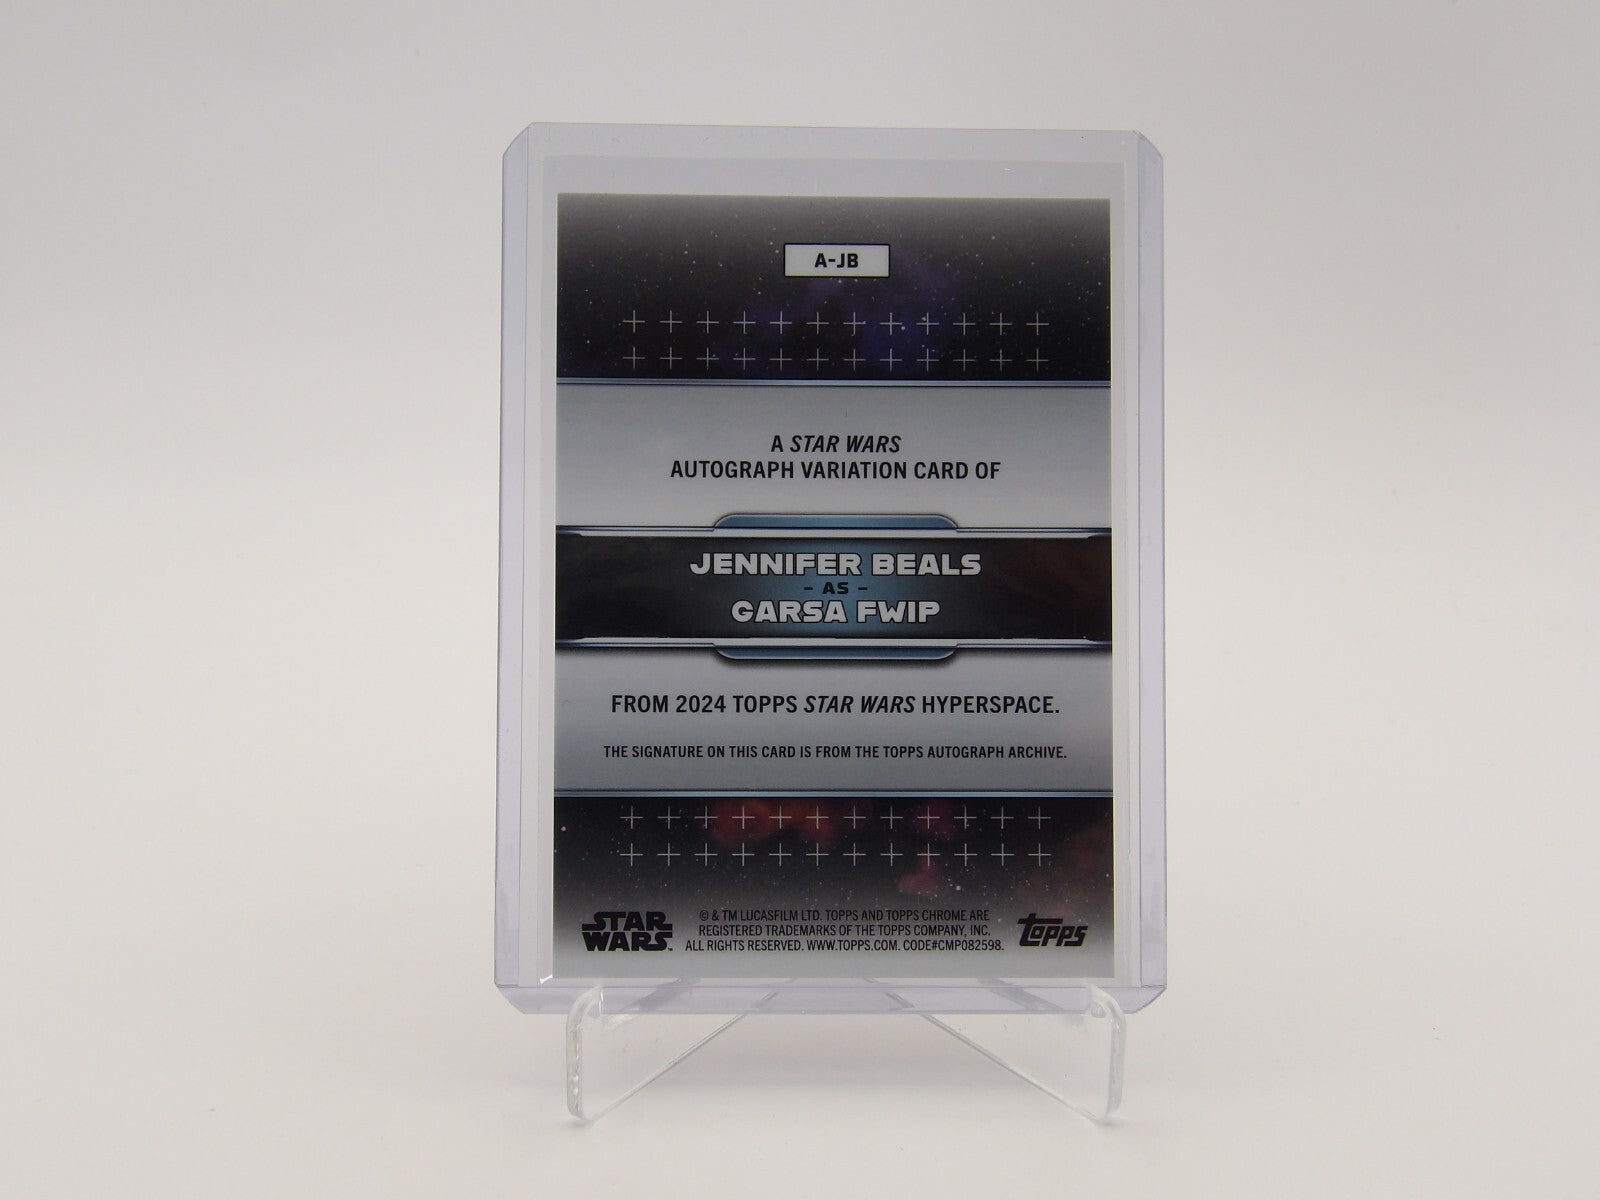 A-JB
A STAR WARS
AUTOGRAPH VARIATION CARD OF
JENNIFER BEALS
- AS -
GARSA FWIP
FROM 2024 TOPPS STAR WARS HYPERSPACE.
THE SIGNATURE ON THIS CARD IS FROM THE TOPPS AUTOGRAPH ARCHIVE.
STAR
WARS
© & TM LUCASFILM LTD. TOPPS AND TOPPS CHROME ARE
REGISTERED TRADEMARKS OF THE TOPPS COMPANY, INC.
ALL RIGHTS RESERVED. WWW.TOPPS.COM. CODE#CMP082598.
topps